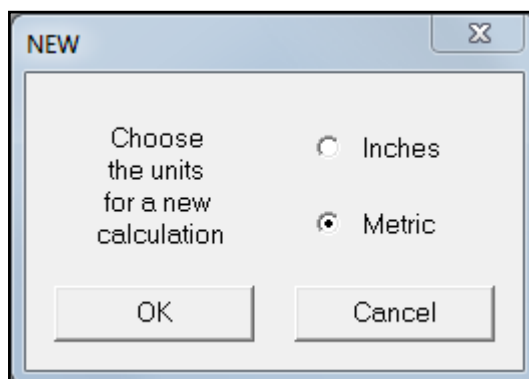 NEW
Choose
the units
for a new
calculation
Inches
Metric
OK
Cancel